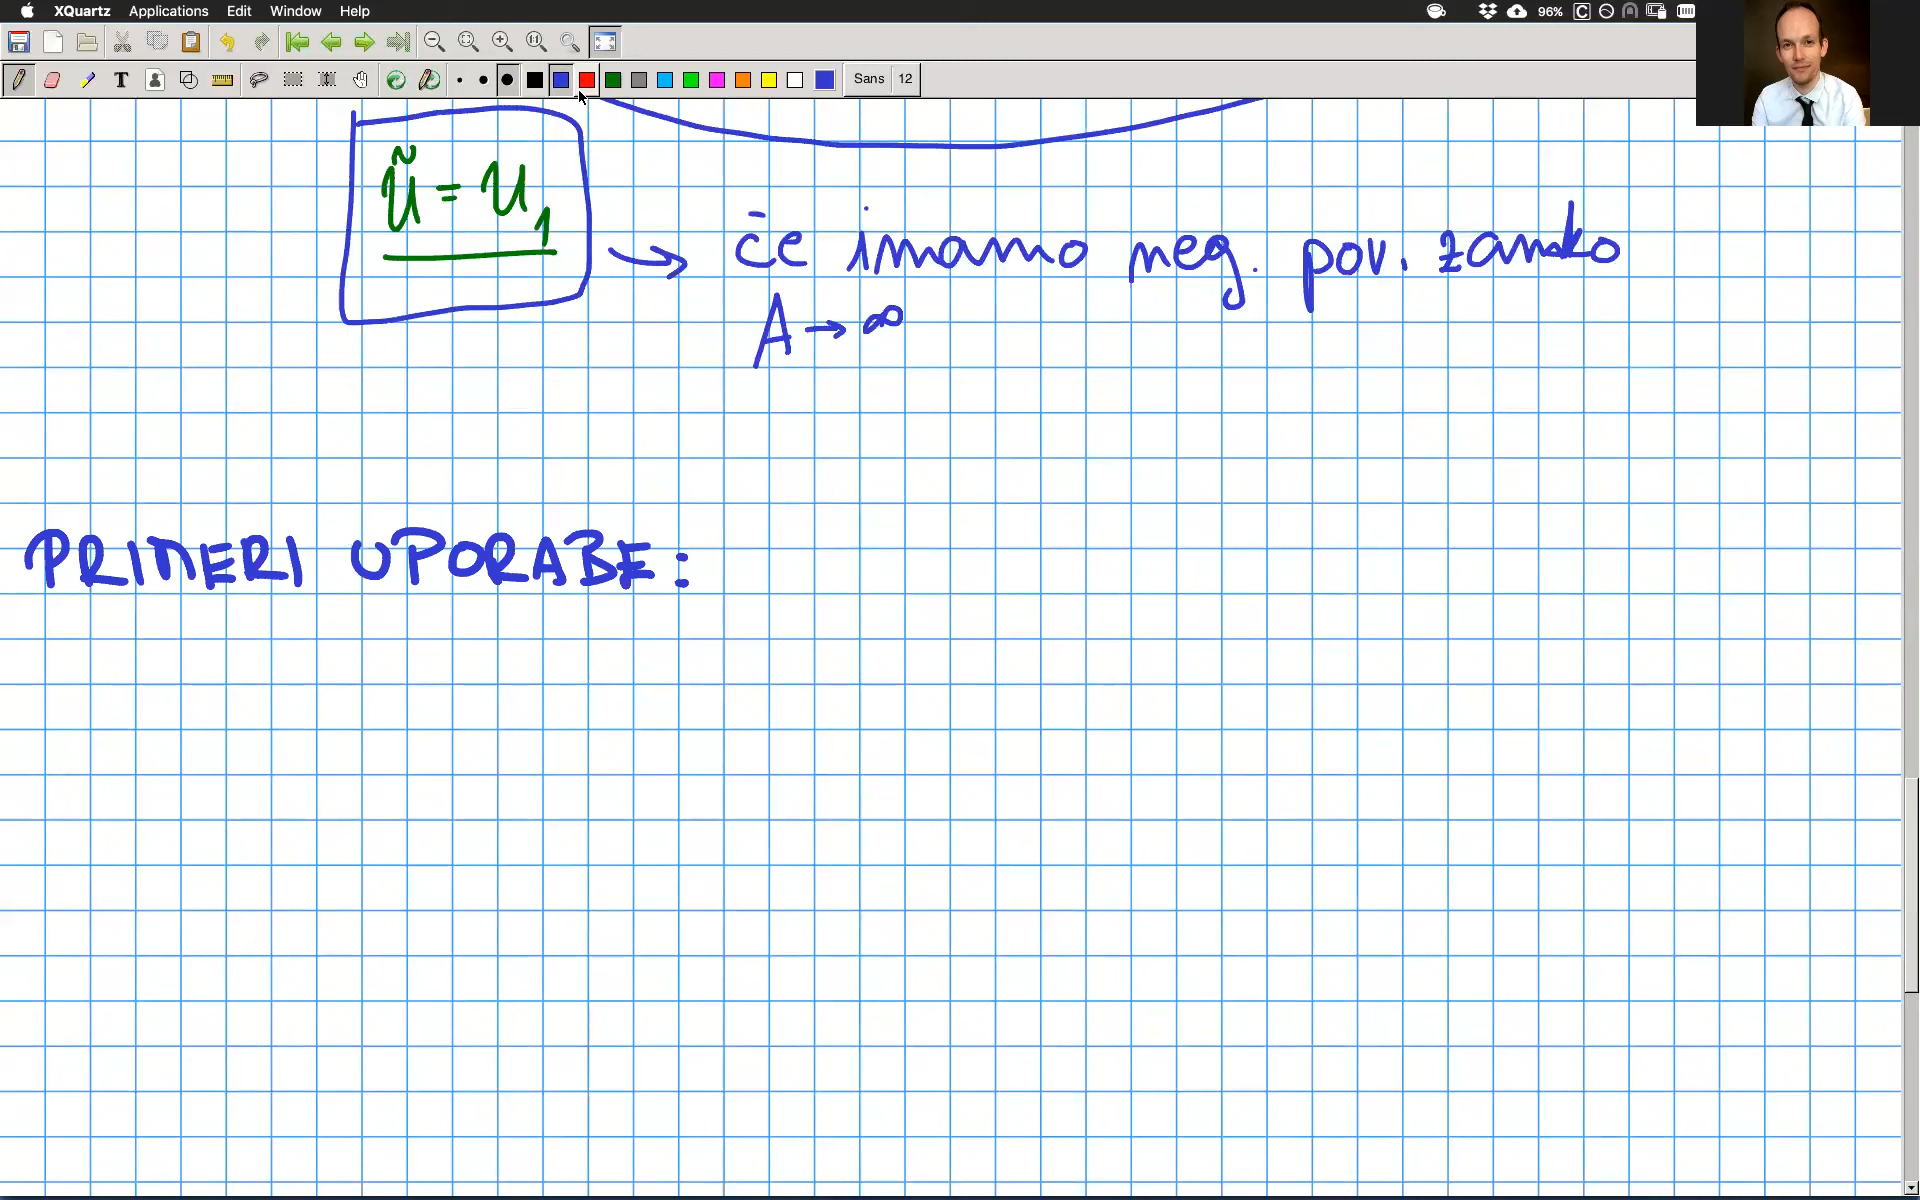 XQuartz Applications Edit Window Help 96%
T Sans 12
Ũ = U₁
če imamo neg. pov. zanko
A → ∞
PRIMERI UPORABE: